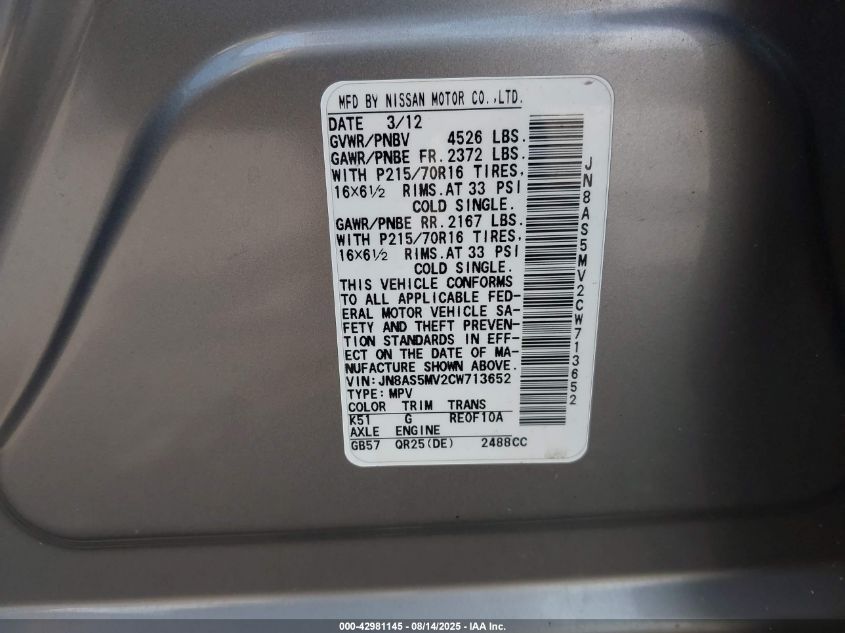 MFD BY NISSAN MOTOR CO.,LTD.
DATE 3/12
GVWR/PNBV 4526 LBS.
GAWR/PNBE FR. 2372 LBS.
WITH P215/70R16 TIRES,
16×6½ RIMS.AT 33 PSI
COLD SINGLE.
GAWR/PNBE RR. 2167 LBS.
WITH P215/70R16 TIRES,
16×6½ RIMS.AT 33 PSI
COLD SINGLE.
THIS VEHICLE CONFORMS
TO ALL APPLICABLE FED-
ERAL MOTOR VEHICLE SA-
FETY AND THEFT PREVEN-
TION STANDARDS IN EFF-
ECT ON THE DATE OF MA-
NUFACTURE SHOWN ABOVE.
VIN:JN8AS5MV2CW713652
TYPE:MPV
COLOR TRIM TRANS
K51 G RE0F10A
AXLE ENGINE
GB57 QR25(DE) 2488CC
JN8AS5MV2CW713652
000-42981145 - 08/14/2025 - IAA Inc.